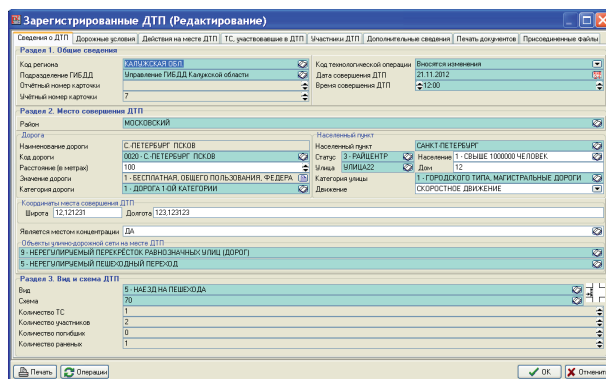 Зарегистрированные ДТП (Редактирование)
Сведения о ДТП Дорожные условия Действия на месте ДТП ТС, участвовавшие в ДТП Участники ДТП Дополнительные сведения Печать документов Присоединенные файлы
Раздел 1. Общие сведения
Код региона КАЛУЖСКАЯ ОБЛ Код технологической операции Вносятся изменения
Подразделение ГИБДД Управление ГИБДД Калужской области Дата совершения ДТП 21.11.2012
Отчётный номер карточки Время совершения ДТП 12:00
Учётный номер карточки 7
Раздел 2. Место совершения ДТП
Район МОСКОВСКИЙ
Дорога Населенный пункт
Наименование дороги С.-ПЕТЕРБУРГ ПСКОВ Населенный пункт САНКТ-ПЕТЕРБУРГ
Код дороги 0020 - С.-ПЕТЕРБУРГ ПСКОВ Статус 3 - РАЙЦЕНТР Население 1 - СВЫШЕ 1000000 ЧЕЛОВЕК
Расстояние (в метрах) 100 Улица УЛИЦА22 Дом 12
Значение дороги 1 - БЕСПЛАТНАЯ, ОБЩЕГО ПОЛЬЗОВАНИЯ, ФЕДЕРА Категория улицы 1 - ГОРОДСКОГО ТИПА, МАГИСТРАЛЬНЫЕ ДОРОГИ
Категория дороги 1 - ДОРОГА 1-ОЙ КАТЕГОРИИ Движение СКОРОСТНОЕ ДВИЖЕНИЕ
Координаты места совершения ДТП
Широта 12,121231 Долгота 123,123123
Является местом концентрации ДА
Объекты улично-дорожной сети на месте ДТП
9 - НЕРЕГУЛИРУЕМЫЙ ПЕРЕКРЁСТОК РАВНОЗНАЧНЫХ УЛИЦ (ДОРОГ)
5 - НЕРЕГУЛИРУЕМЫЙ ПЕШЕХОДНЫЙ ПЕРЕХОД
Раздел 3. Вид и схема ДТП
Вид 5 - НАЕЗД НА ПЕШЕХОДА
Схема 70
Количество ТС 1
Количество участников 2
Количество погибших 0
Количество раненых 1
Печать Операции OK Отменить